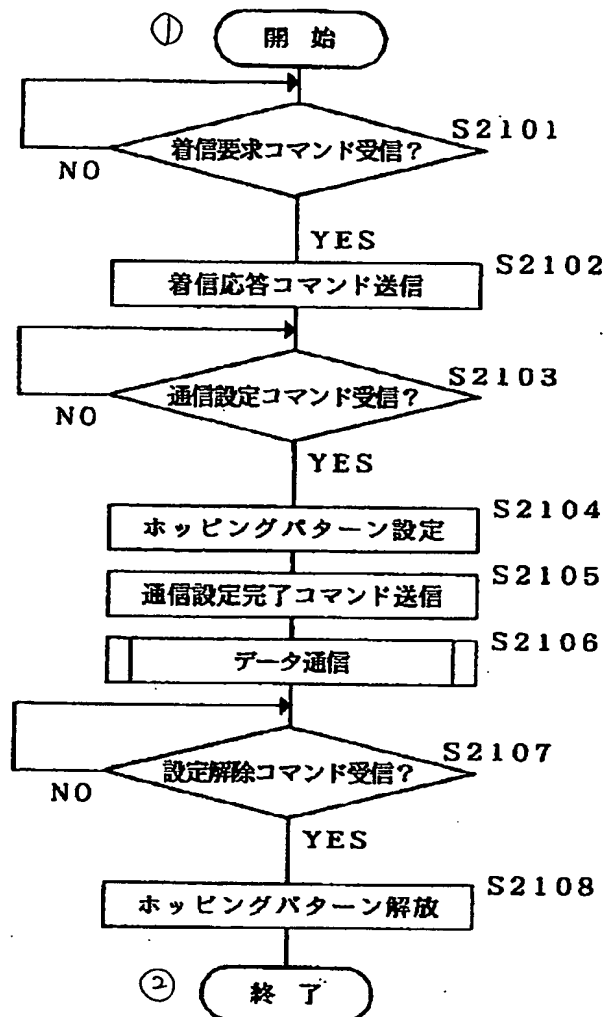 ① 開始
着信要求コマンド受信? S2101
NO
YES
着信応答コマンド送信 S2102
通信設定コマンド受信? S2103
NO
YES
ホッピングパターン設定 S2104
通信設定完了コマンド送信 S2105
データ通信 S2106
設定解除コマンド受信? S2107
NO
YES
ホッピングパターン解放 S2108
② 終了